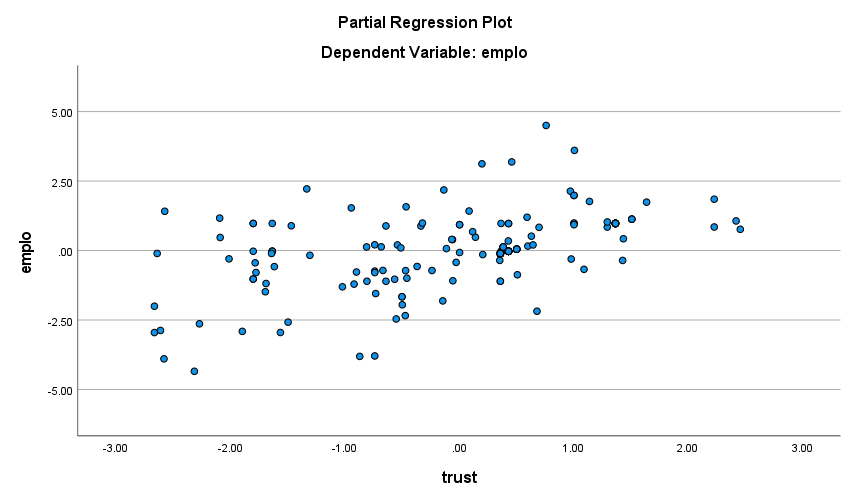 Partial Regression Plot
Dependent Variable: emplo
emplo
5.00
2.50
.00
-2.50
-5.00
-3.00 -2.00 -1.00 .00 1.00 2.00 3.00
trust